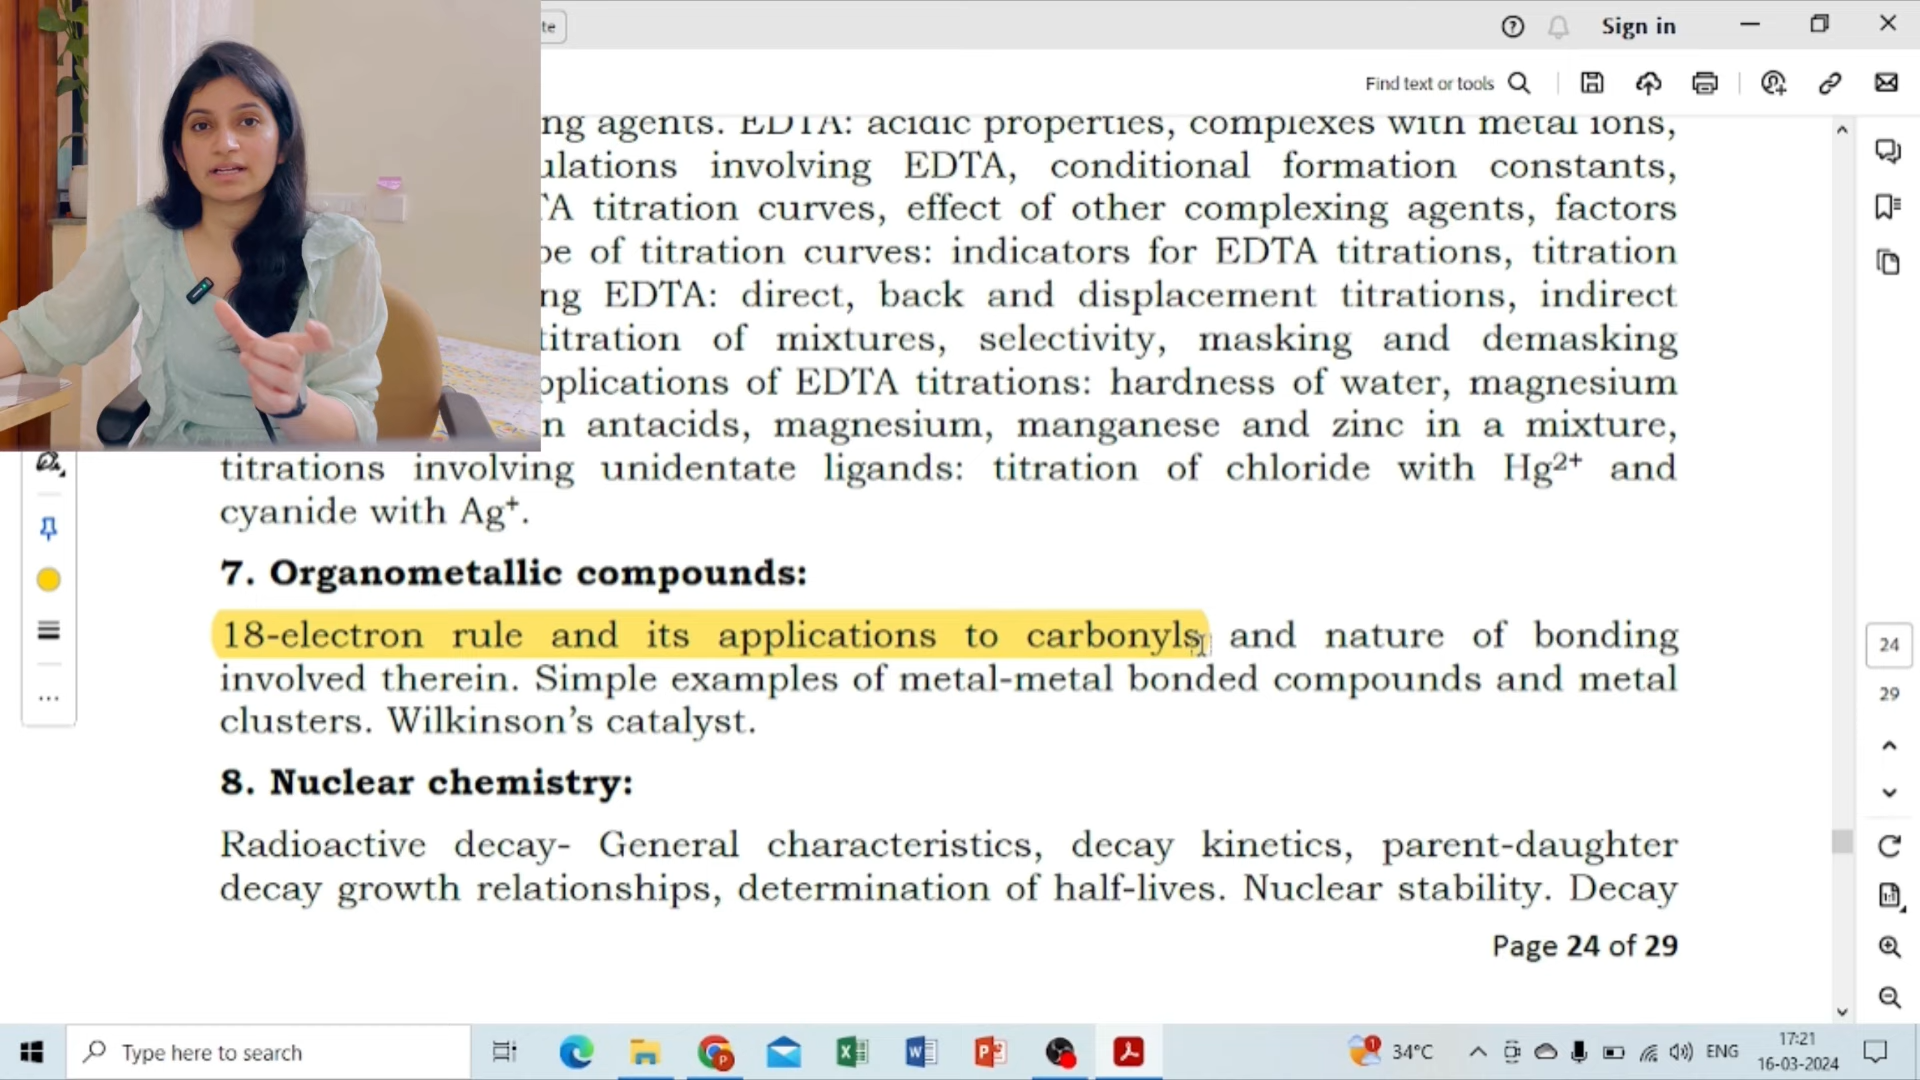 te
Sign in
Find text or tools
ng agents. EDTA: acidic properties, complexes with metal ions,
ulations involving EDTA, conditional formation constants,
A titration curves, effect of other complexing agents, factors
pe of titration curves: indicators for EDTA titrations, titration
ng EDTA: direct, back and displacement titrations, indirect
titration of mixtures, selectivity, masking and demasking
pplications of EDTA titrations: hardness of water, magnesium
n antacids, magnesium, manganese and zinc in a mixture,
titrations involving unidentate ligands: titration of chloride with Hg²⁺ and
cyanide with Ag⁺.
7. Organometallic compounds:
18-electron rule and its applications to carbonyls and nature of bonding
involved therein. Simple examples of metal-metal bonded compounds and metal
clusters. Wilkinson’s catalyst.
8. Nuclear chemistry:
Radioactive decay- General characteristics, decay kinetics, parent-daughter
decay growth relationships, determination of half-lives. Nuclear stability. Decay
Page 24 of 29
24
29
Type here to search
34°C
ENG
17:21
16-03-2024